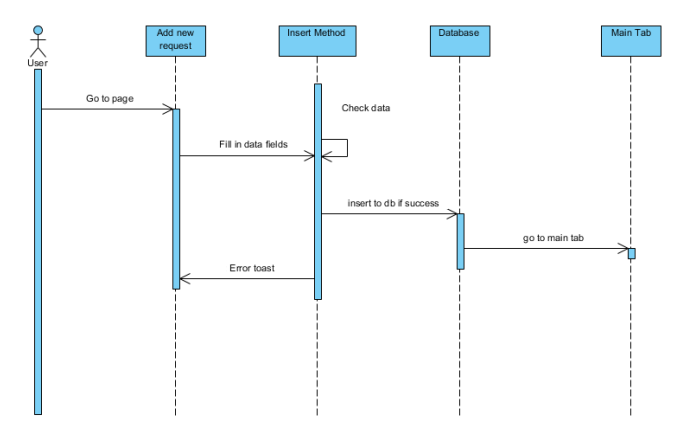 Add new
request
Insert Method
Database
Main Tab
User
Go to page
Check data
Fill in data fields
insert to db if success
go to main tab
Error toast